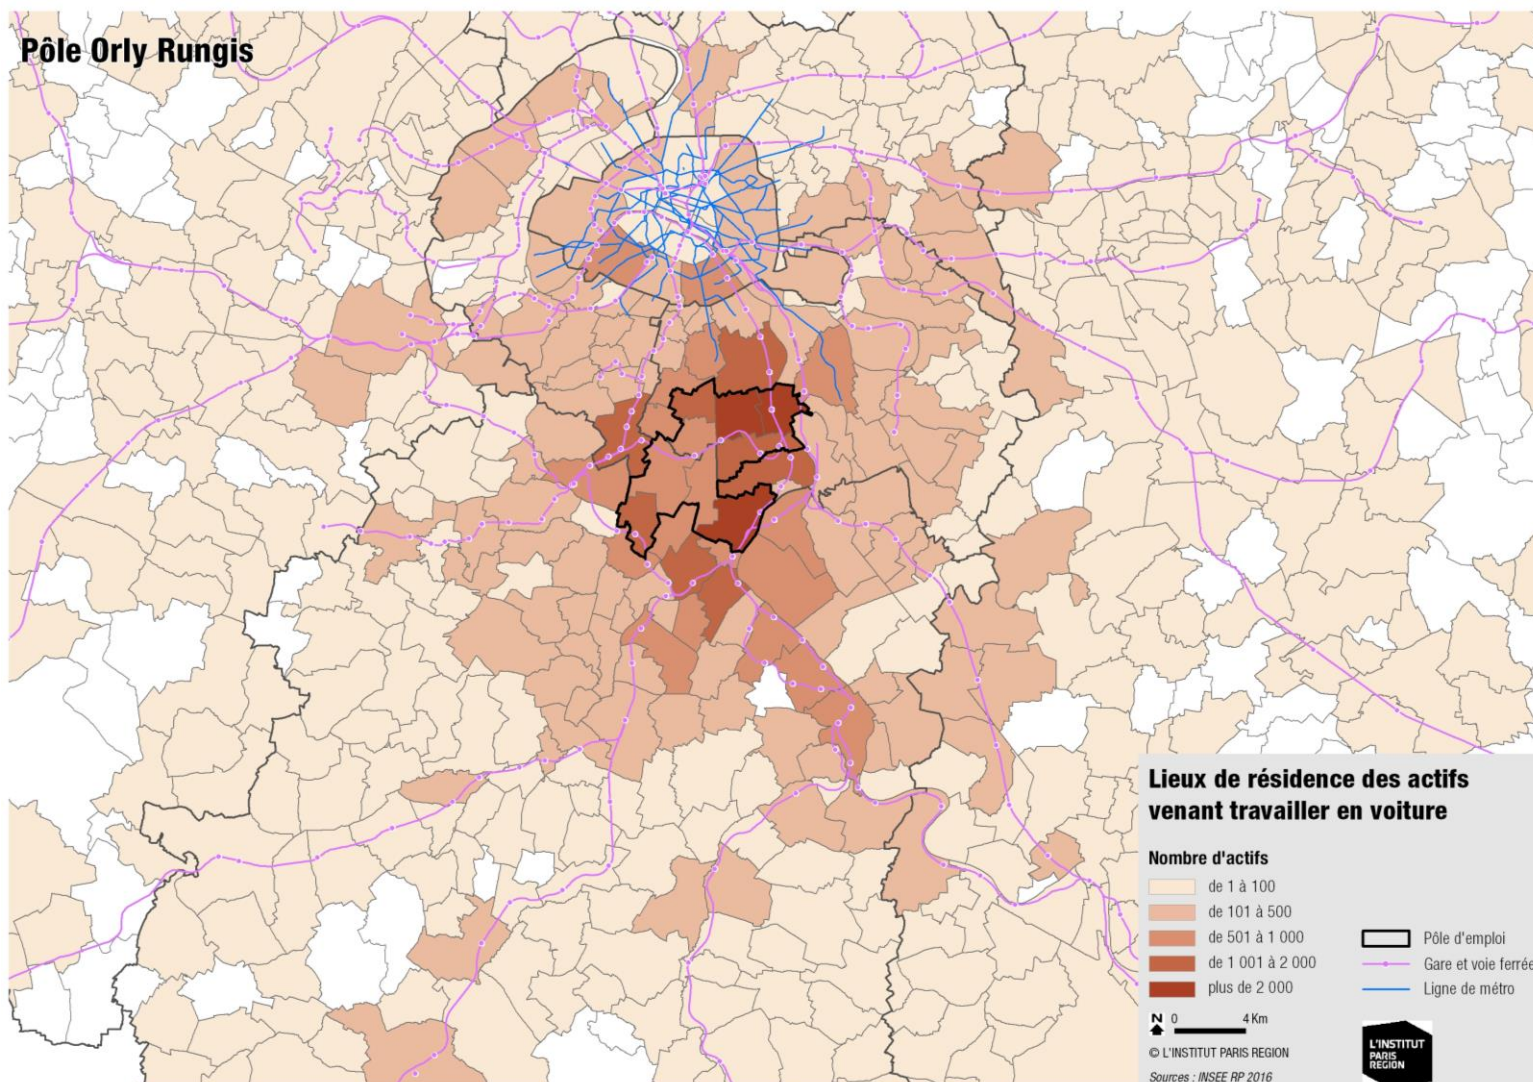 Pôle Orly Rungis
Lieux de résidence des actifs
venant travailler en voiture
Nombre d'actifs
de 1 à 100
de 101 à 500
de 501 à 1 000
de 1 001 à 2 000
plus de 2 000
Pôle d'emploi
Gare et voie ferrée
Ligne de métro
N 0 4 Km
© L'INSTITUT PARIS REGION
Sources : INSEE RP 2016
L'INSTITUT
PARIS
REGION